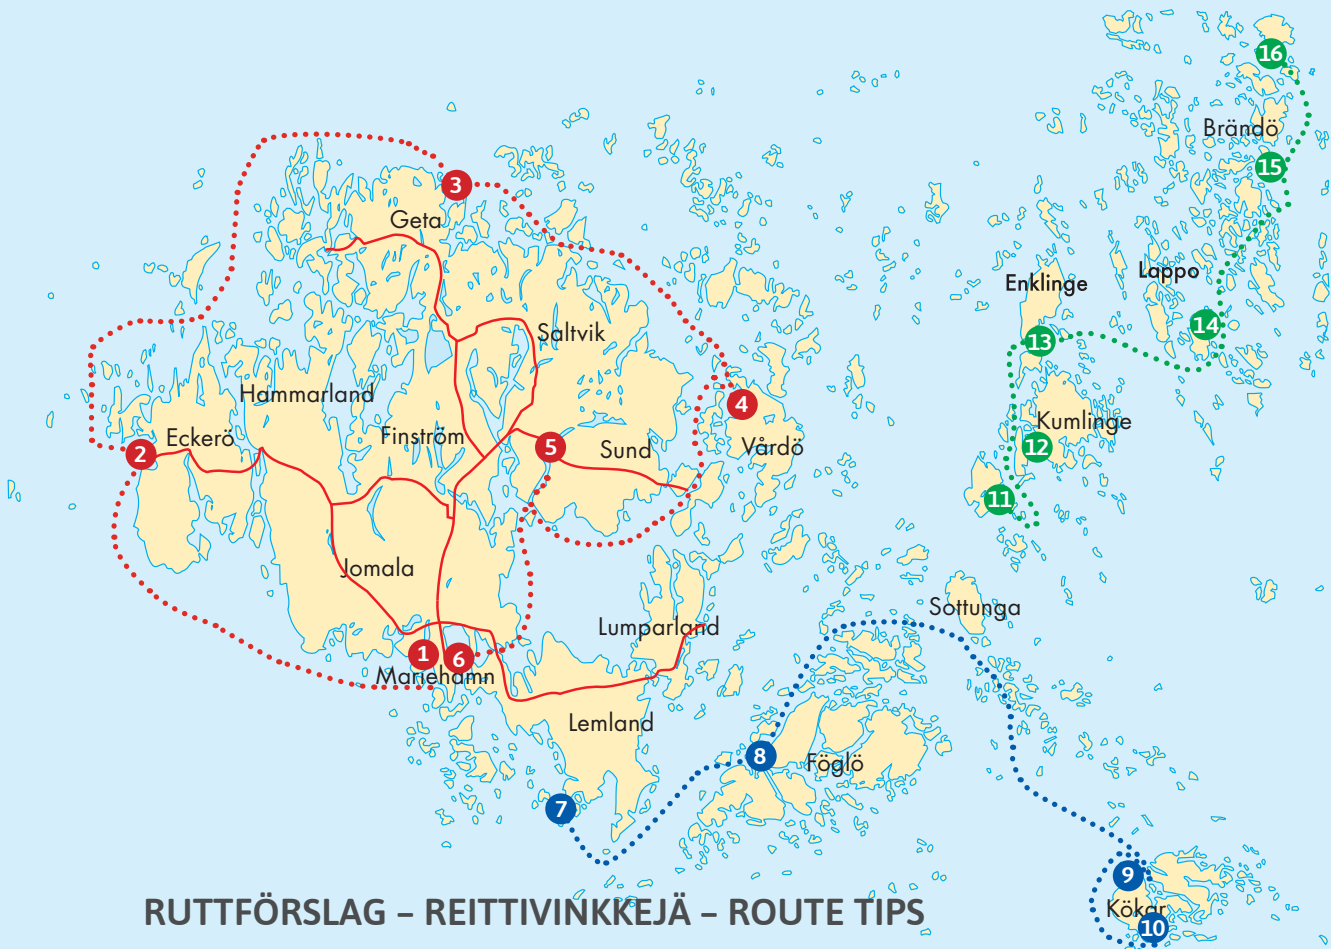 16
Brändö
15
3
Geta
Lappo
Enklinge
14
Saltvik
13
Hammarland
4
Kumlinge
Eckerö
Finström
5
Sund
Vårdö
12
2
11
Jomala
Sottunga
Lumparland
1
6
Mariehamn
Lemland
8
Föglö
7
9
Kökar
10
RUTTFÖRSLAG – REITTIVINKKEJÄ – ROUTE TIPS